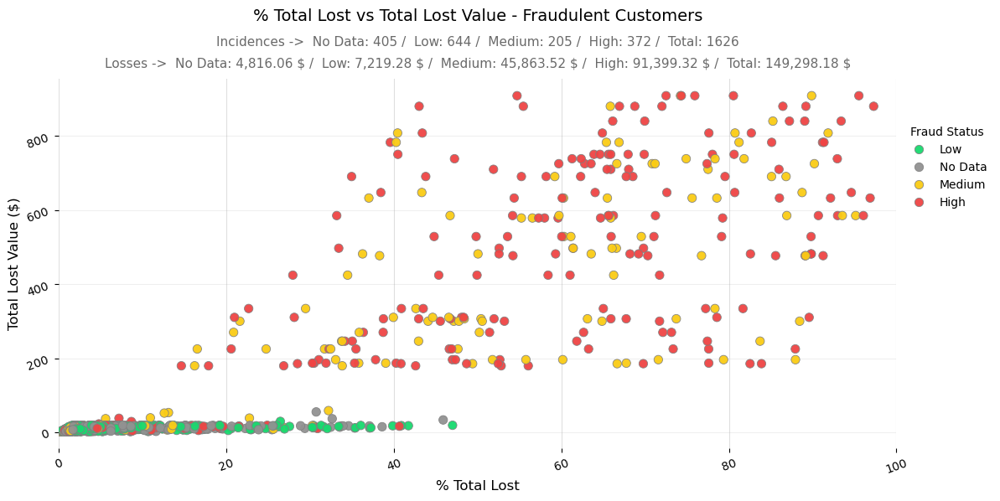 % Total Lost vs Total Lost Value - Fraudulent Customers
Incidences -> No Data: 405 / Low: 644 / Medium: 205 / High: 372 / Total: 1626
Losses -> No Data: 4,816.06 $ / Low: 7,219.28 $ / Medium: 45,863.52 $ / High: 91,399.32 $ / Total: 149,298.18 $
Total Lost Value ($)
800
600
400
200
0
0 20 40 60 80 100
% Total Lost
Fraud Status
Low
No Data
Medium
High